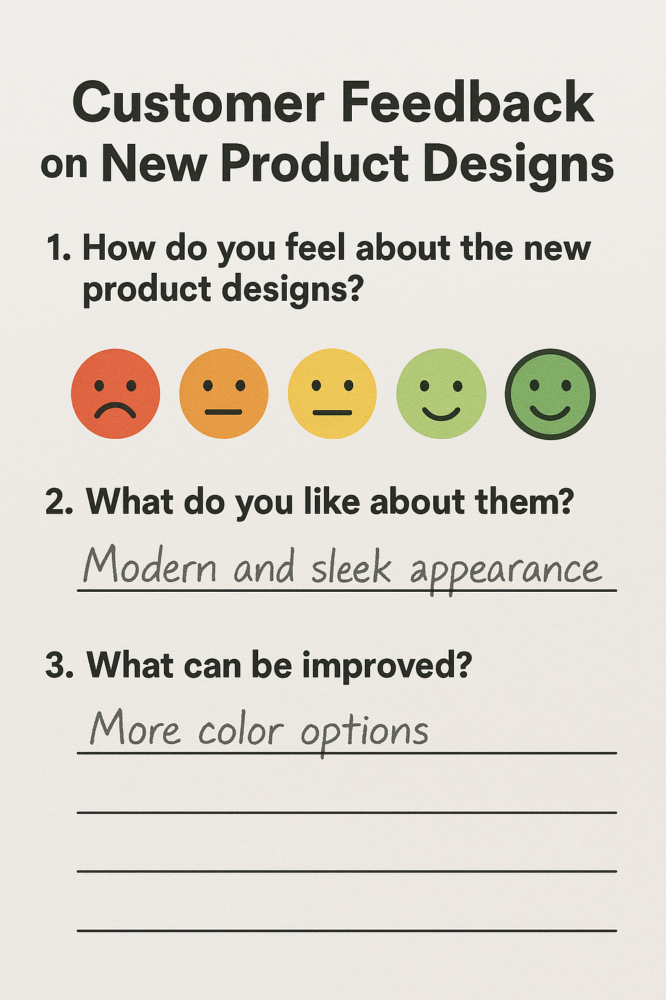 Customer Feedback
on New Product Designs
1. How do you feel about the new
product designs?
2. What do you like about them?
Modern and sleek appearance
3. What can be improved?
More color options